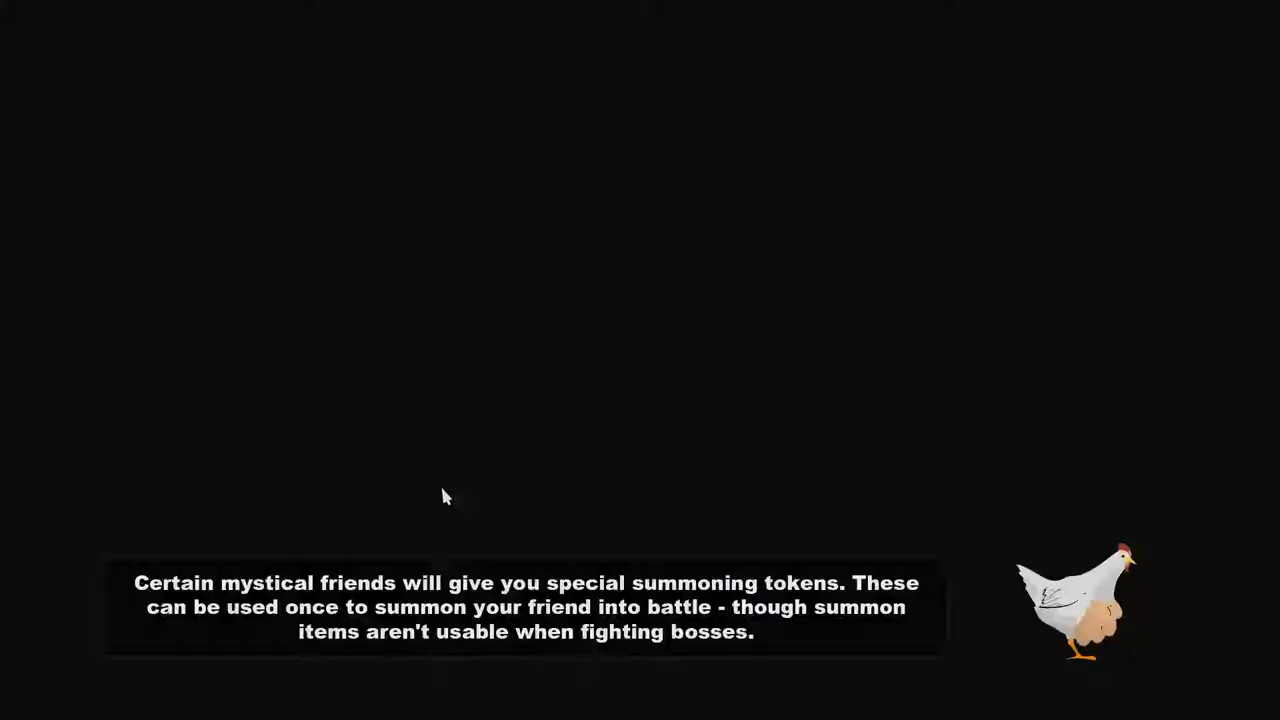 Certain mystical friends will give you special summoning tokens. These
can be used once to summon your friend into battle - though summon
items aren't usable when fighting bosses.